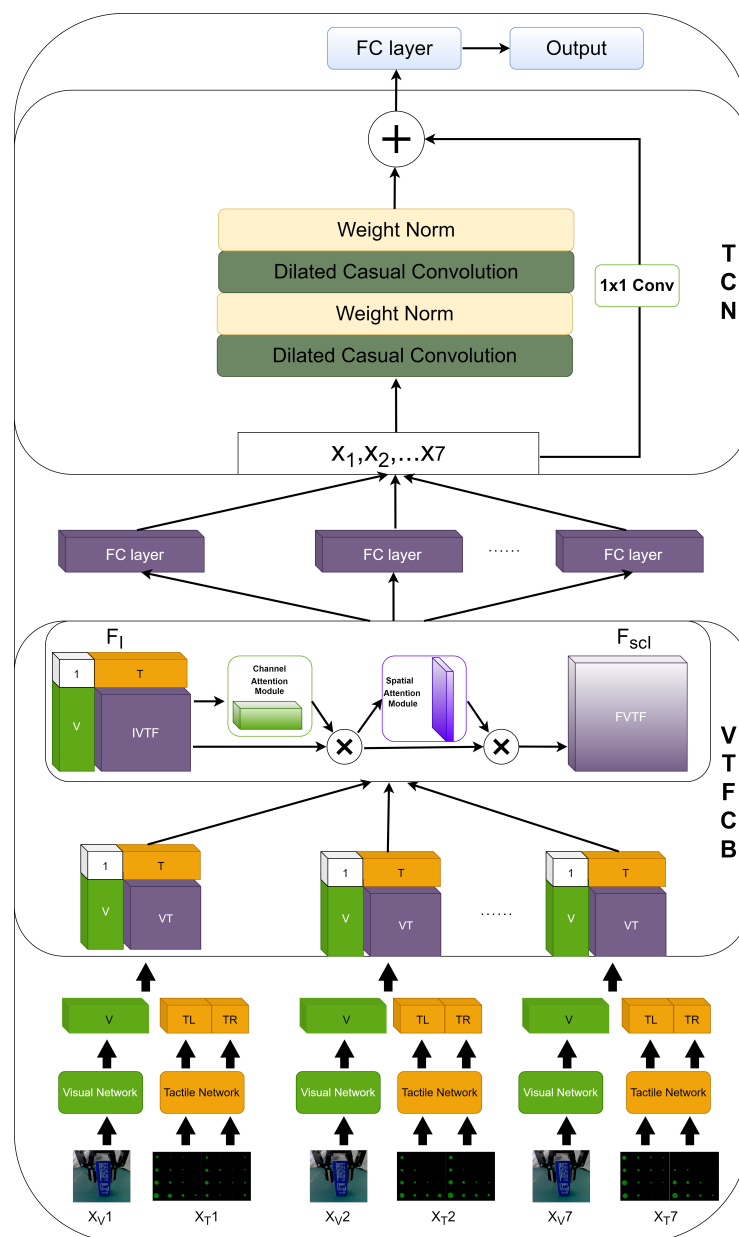 FC layer
Output
Weight Norm
Dilated Casual Convolution
Weight Norm
Dilated Casual Convolution
1x1 Conv
T
C
N
X1,X2,...X7
FC layer
FC layer
......
FC layer
FI
1
T
V
IVTF
Channel
Attention
Module
Spatial
Attention
Module
Fscl
FVTF
V
T
F
C
B
1
T
V
VT
1
T
V
VT
......
1
T
V
VT
V
TL
TR
V
TL
TR
V
TL
TR
Visual Network
Tactile Network
Visual Network
Tactile Network
Visual Network
Tactile Network
XV1
XT1
XV2
XT2
XV7
XT7